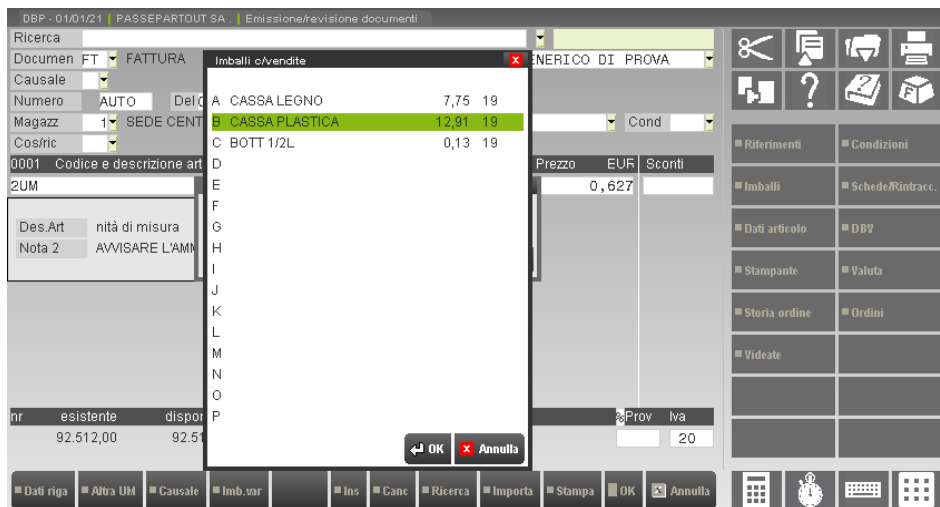 DBP - 01/01/21 | PASSEPARTOUT SA . | Emissione/revisione documenti
Ricerca
Documen FT FATTURA ENERICO DI PROVA
Causale
Numero AUTO Del
Magazz 1 SEDE CENT Cond
Cos/ric
0001 Codice e descrizione art Prezzo EUR Sconti
2UM 0,627
Des.Art nità di misura
Nota 2 AVVISARE L'AMM
Imballi c/vendite
A CASSA LEGNO 7,75 19
B CASSA PLASTICA 12,91 19
C BOTT 1/2L 0,13 19
D
E
F
G
H
I
J
K
L
M
N
O
P
OK Annulla
nr esistente dispor %Prov Iva
92.512,00 92.51 20
Riferimenti Condizioni
Imballi Schede/Rintracc.
Dati articolo DBV
Stampante Valuta
Storia ordine Ordini
Videate
Dati riga Altra UM Causale Imb.var Ins Canc Ricerca Importa Stampa OK Annulla